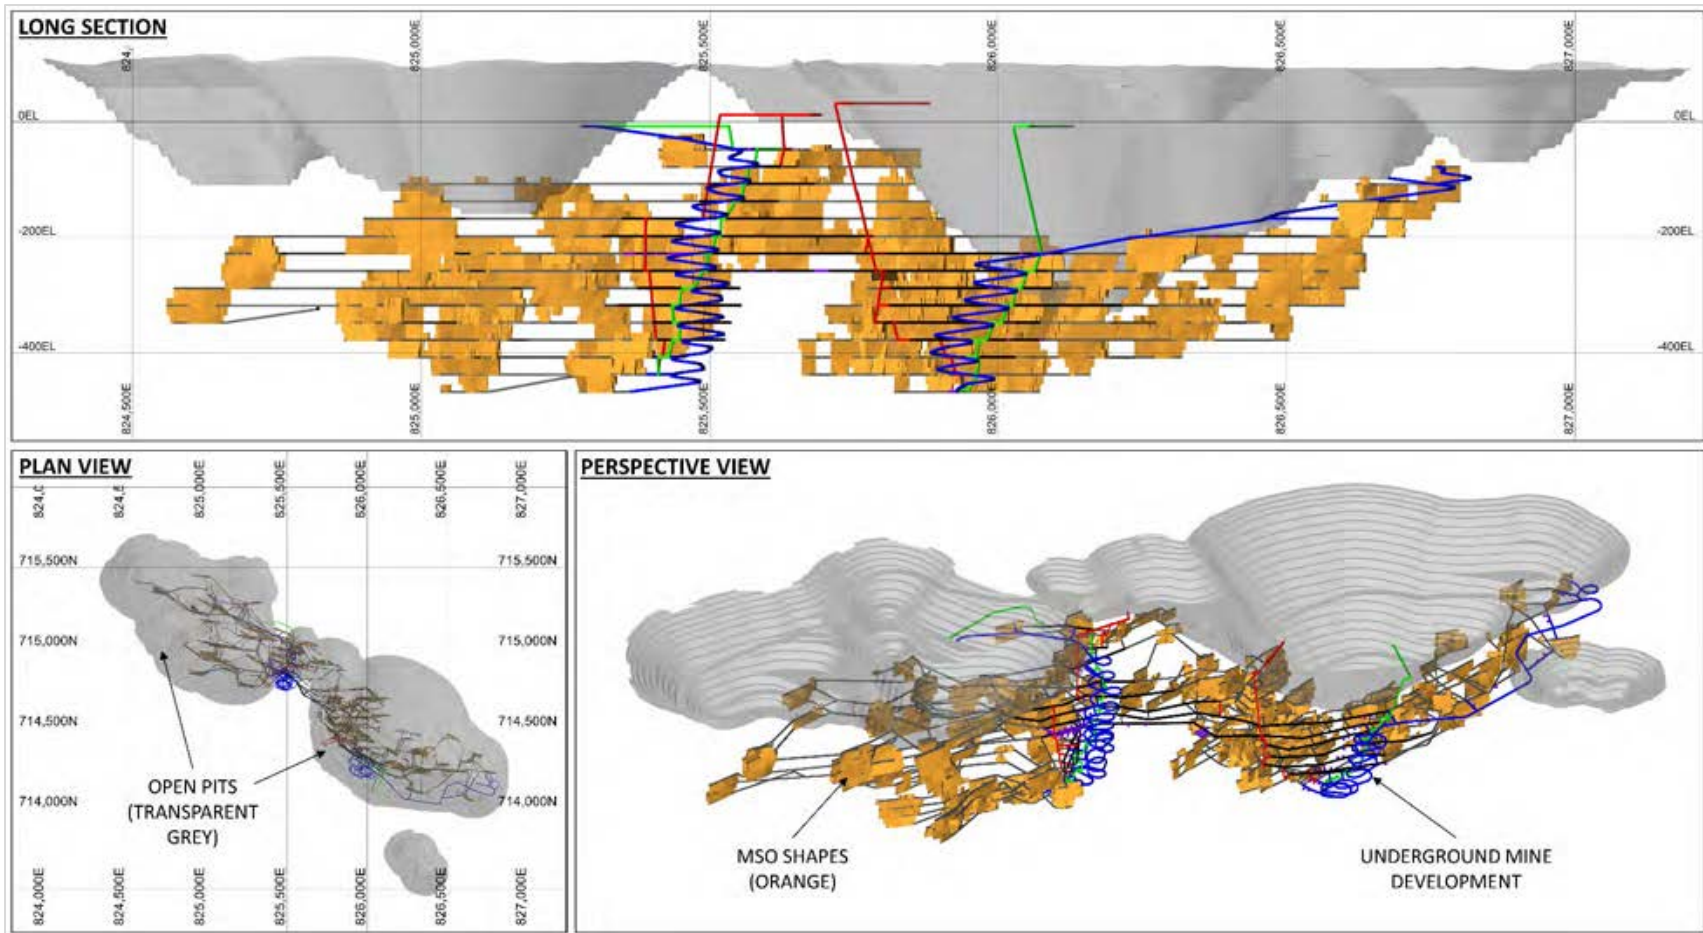 LONG SECTION
824,
825,000E
825,500E
826,000E
826,500E
827,000E
0EL
0EL
-200EL
-200EL
-400EL
-400EL
824,500E
825,000E
825,500E
826,000E
826,500E
827,000E
PLAN VIEW
824,0
824,5
825,000E
825,500E
826,000E
826,500E
827,000E
715,500N
715,500N
715,000N
715,000N
714,500N
714,500N
714,000N
714,000N
OPEN PITS
(TRANSPARENT
GREY)
824,000E
824,500E
825,000E
825,500E
826,000E
826,500E
827,000E
PERSPECTIVE VIEW
MSO SHAPES
(ORANGE)
UNDERGROUND MINE
DEVELOPMENT